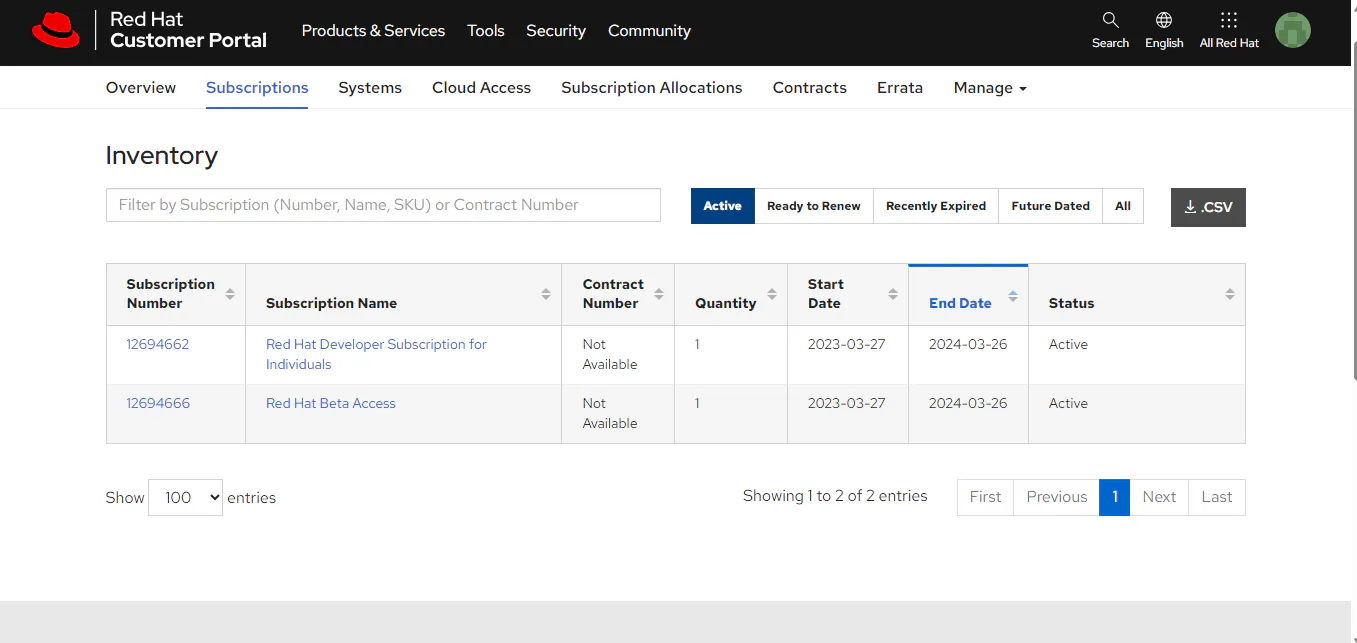 Red Hat
Customer Portal
Products & Services
Tools
Security
Community
Search
English
All Red Hat
Overview
Subscriptions
Systems
Cloud Access
Subscription Allocations
Contracts
Errata
Manage
Inventory
Filter by Subscription (Number, Name, SKU) or Contract Number
Active
Ready to Renew
Recently Expired
Future Dated
All
.CSV
Subscription
Number
Subscription Name
Contract
Number
Quantity
Start
Date
End Date
Status
12694662
Red Hat Developer Subscription for
Individuals
Not
Available
1
2023-03-27
2024-03-26
Active
12694666
Red Hat Beta Access
Not
Available
1
2023-03-27
2024-03-26
Active
Show 100 entries
Showing 1 to 2 of 2 entries
First
Previous
1
Next
Last